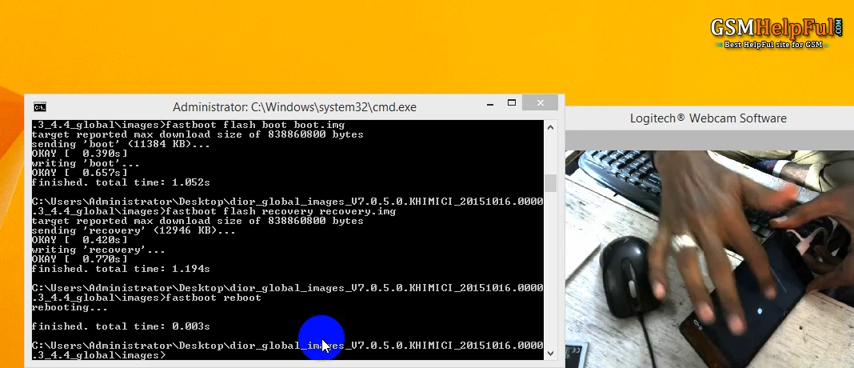 GSMHelpFul.COM
Best HelpFul site for GSM
Administrator: C:\Windows\system32\cmd.exe
.3_4.4_global\images>fastboot flash boot boot.img
target reported max download size of 838860800 bytes
sending 'boot' (11384 KB)...
OKAY [  0.390s]
writing 'boot'...
OKAY [  0.657s]
finished. total time: 1.052s
C:\Users\Administrator\Desktop\dior_global_images_V7.0.5.0.KHIMICI_20151016.0000
.3_4.4_global\images>fastboot flash recovery recovery.img
target reported max download size of 838860800 bytes
sending 'recovery' (12946 KB)...
OKAY [  0.420s]
writing 'recovery'...
OKAY [  0.770s]
finished. total time: 1.194s
C:\Users\Administrator\Desktop\dior_global_images_V7.0.5.0.KHIMICI_20151016.0000
.3_4.4_global\images>fastboot reboot
rebooting...
finished. total time: 0.003s
C:\Users\Administrator\Desktop\dior_global_images_V7.0.5.0.KHIMICI_20151016.0000
.3_4.4_global\images>
Logitech® Webcam Software